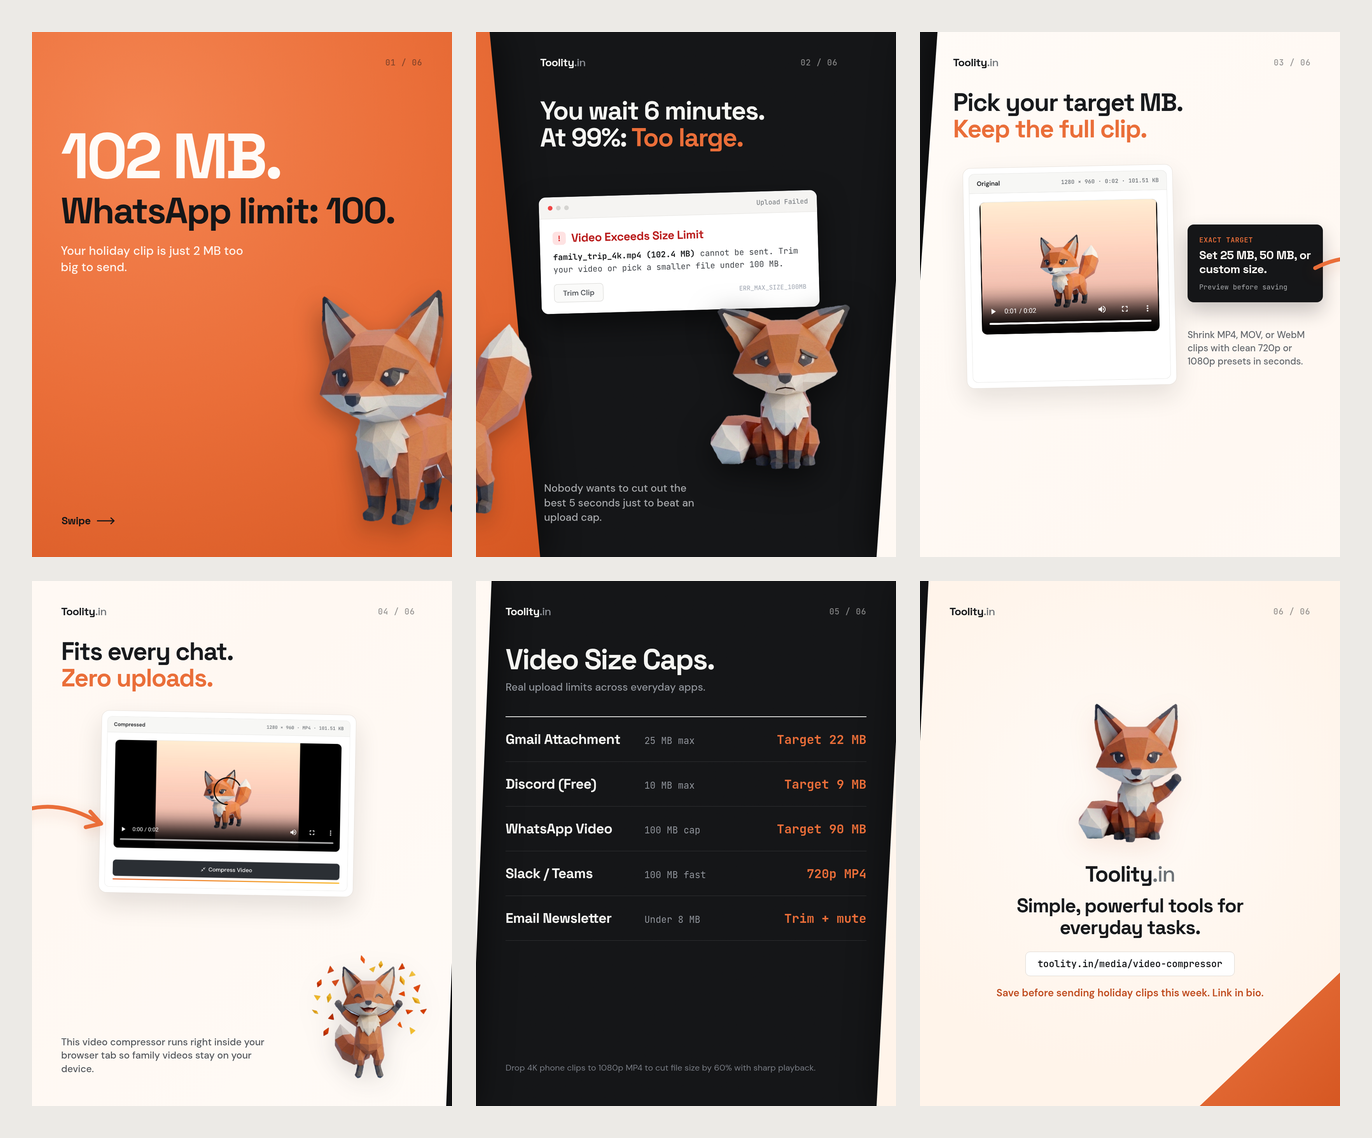 01 / 06
102 MB.
WhatsApp limit: 100.
Your holiday clip is just 2 MB too
big to send.
Swipe
Toolity.in
02 / 06
You wait 6 minutes.
At 99%: Too large.
Upload Failed
! Video Exceeds Size Limit
family_trip_4k.mp4 (102.4 MB) cannot be sent. Trim
your video or pick a smaller file under 100 MB.
Trim Clip
ERR_MAX_SIZE_100MB
Nobody wants to cut out the
best 5 seconds just to beat an
upload cap.
Toolity.in
03 / 06
Pick your target MB.
Keep the full clip.
Original
1280 × 960 · 0:02 · 101.51 KB
0:01 / 0:02
EXACT TARGET
Set 25 MB, 50 MB, or
custom size.
Preview before saving
Shrink MP4, MOV, or WebM
clips with clean 720p or
1080p presets in seconds.
Toolity.in
04 / 06
Fits every chat.
Zero uploads.
Compressed
1280 × 960 · MP4 · 101.51 KB
0:00 / 0:02
Compress Video
This video compressor runs right inside your
browser tab so family videos stay on your
device.
Toolity.in
05 / 06
Video Size Caps.
Real upload limits across everyday apps.
Gmail Attachment 25 MB max Target 22 MB
Discord (Free) 10 MB max Target 9 MB
WhatsApp Video 100 MB cap Target 90 MB
Slack / Teams 100 MB fast 720p MP4
Email Newsletter Under 8 MB Trim + mute
Drop 4K phone clips to 1080p MP4 to cut file size by 60% with sharp playback.
Toolity.in
06 / 06
Toolity.in
Simple, powerful tools for
everyday tasks.
toolity.in/media/video-compressor
Save before sending holiday clips this week. Link in bio.